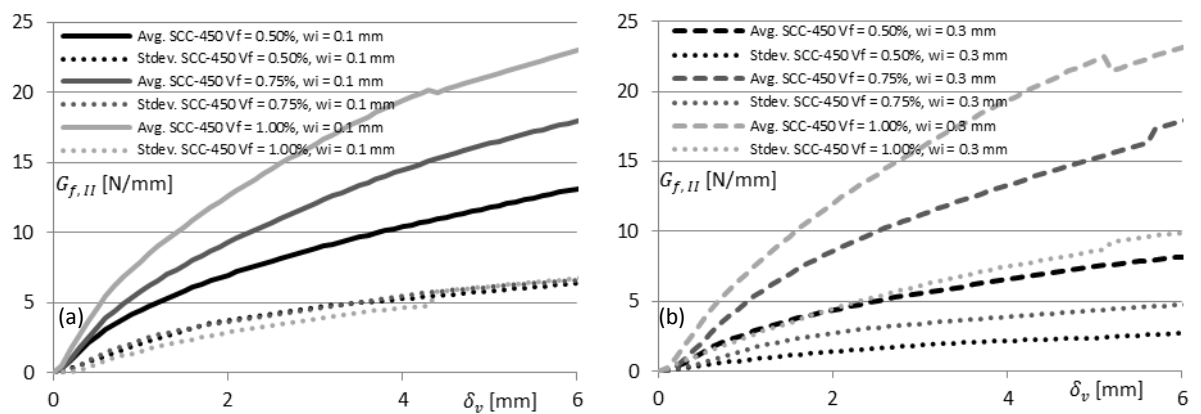 25
20
15
10
5
0
Avg. SCC-450 Vf = 0.50%, wi = 0.1 mm
Stdev. SCC-450 Vf = 0.50%, wi = 0.1 mm
Avg. SCC-450 Vf = 0.75%, wi = 0.1 mm
Stdev. SCC-450 Vf = 0.75%, wi = 0.1 mm
Avg. SCC-450 Vf = 1.00%, wi = 0.1 mm
Stdev. SCC-450 Vf = 1.00%, wi = 0.1 mm
G_{f,II} [N/mm]
(a)
0 2 4 6
δ_v [mm]
25
20
15
10
5
0
Avg. SCC-450 Vf = 0.50%, wi = 0.3 mm
Stdev. SCC-450 Vf = 0.50%, wi = 0.3 mm
Avg. SCC-450 Vf = 0.75%, wi = 0.3 mm
Stdev. SCC-450 Vf = 0.75%, wi = 0.3 mm
Avg. SCC-450 Vf = 1.00%, wi = 0.3 mm
Stdev. SCC-450 Vf = 1.00%, wi = 0.3 mm
G_{f,II} [N/mm]
(b)
0 2 4 6
δ_v [mm]